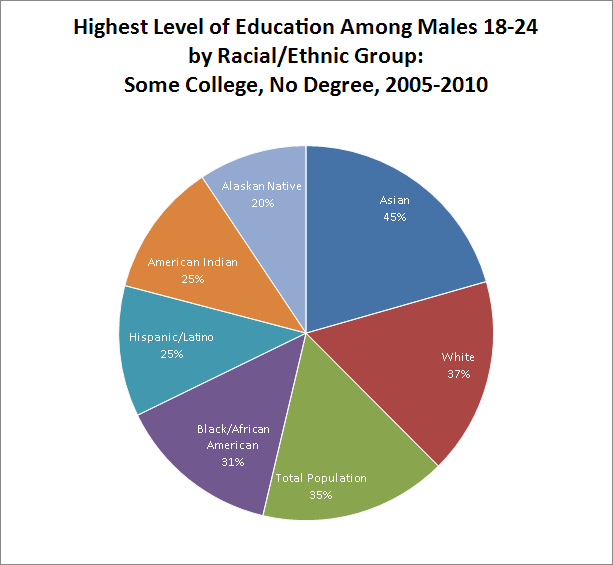 Highest Level of Education Among Males 18-24
by Racial/Ethnic Group:
Some College, No Degree, 2005-2010
Alaskan Native
20%
Asian
45%
American Indian
25%
Hispanic/Latino
25%
White
37%
Black/African
American
31%
Total Population
35%